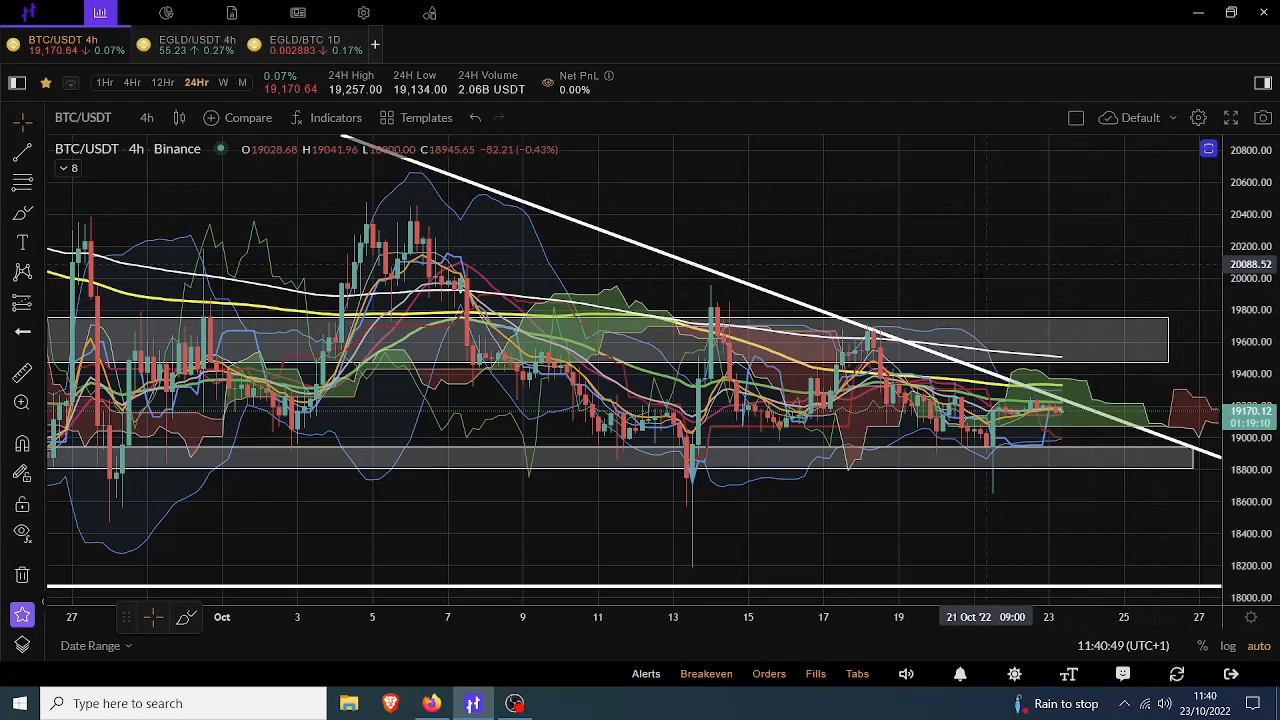 BTC/USDT 4h
19,170.64 ↓ 0.07%
EGLD/USDT 4h
55.23 ↑ 0.27%
EGLD/BTC 1D
0.002883 ↓ 0.17%
+
1Hr 4Hr 12Hr 24Hr W M
0.07%
19,170.64
24H High
19,257.00
24H Low
19,134.00
24H Volume
2.06B USDT
Net PnL
0.00%
BTC/USDT 4h Compare Indicators Templates Default
BTC/USDT · 4h · Binance
H19041.96 C18945.65 −82.21 (−0.43%)
8
20800.00
20600.00
20400.00
20200.00
20088.52
20000.00
19800.00
19600.00
19400.00
19170.12
01:19:10
19000.00
18800.00
18600.00
18400.00
18200.00
18000.00
27 Oct 3 5 7 9 11 13 15 17 19 21 Oct '22 09:00 23 25 27
Date Range
11:40:49 (UTC+1) % log auto
Alerts Breakeven Orders Fills Tabs
Type here to search
Rain to stop
11:40
23/10/2022